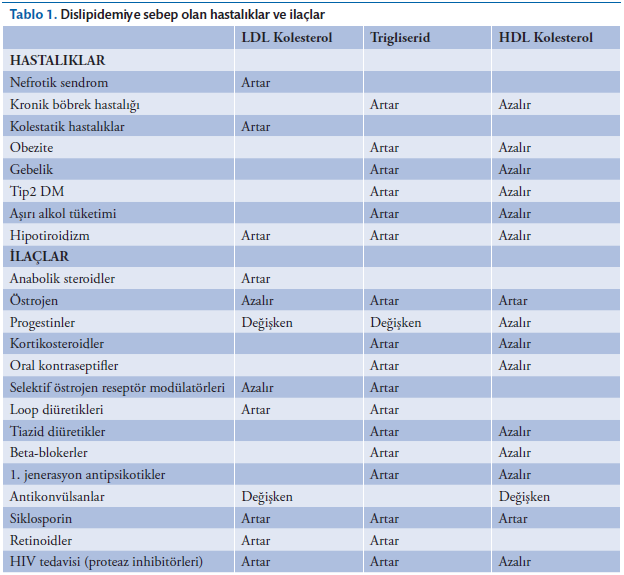 Tablo 1. Dislipidemiye sebep olan hastalıklar ve ilaçlar
LDL Kolesterol Trigliserid HDL Kolesterol
HASTALIKLAR
Nefrotik sendrom Artar
Kronik böbrek hastalığı Artar Azalır
Kolestatik hastalıklar Artar
Obezite Artar Azalır
Gebelik Artar Azalır
Tip2 DM Artar Azalır
Aşırı alkol tüketimi Artar Azalır
Hipotiroidizm Artar Artar Azalır
İLAÇLAR
Anabolik steroidler Artar
Östrojen Azalır Artar Artar
Progestinler Değişken Değişken Azalır
Kortikosteroidler Artar Azalır
Oral kontraseptifler Artar Azalır
Selektif östrojen reseptör modülatörleri Azalır Artar
Loop diüretikleri Artar Artar
Tiazid diüretikler Artar Azalır
Beta-blokerler Artar Azalır
1. jenerasyon antipsikotikler Artar Azalır
Antikonvülsanlar Değişken Değişken
Siklosporin Artar Artar Artar
Retinoidler Artar Artar
HIV tedavisi (proteaz inhibitörleri) Artar Artar Azalır